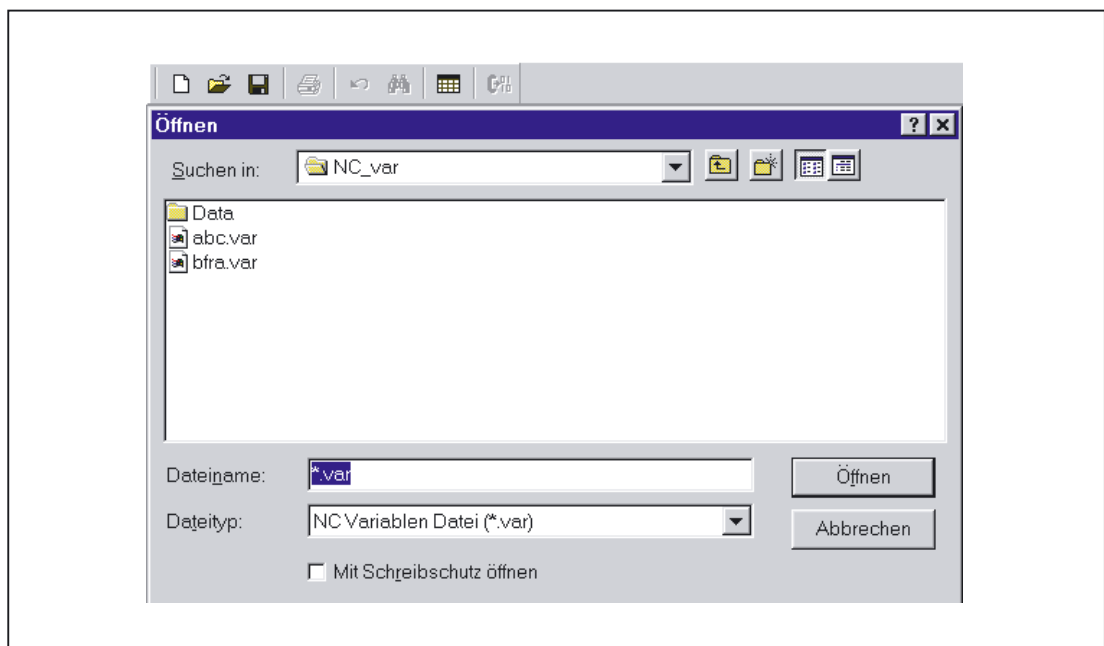 Öffnen
Suchen in: NC_var
Data
abc.var
bfra.var
Dateiname: *.var Öffnen
Dateityp: NC Variablen Datei (*.var) Abbrechen
Mit Schreibschutz öffnen